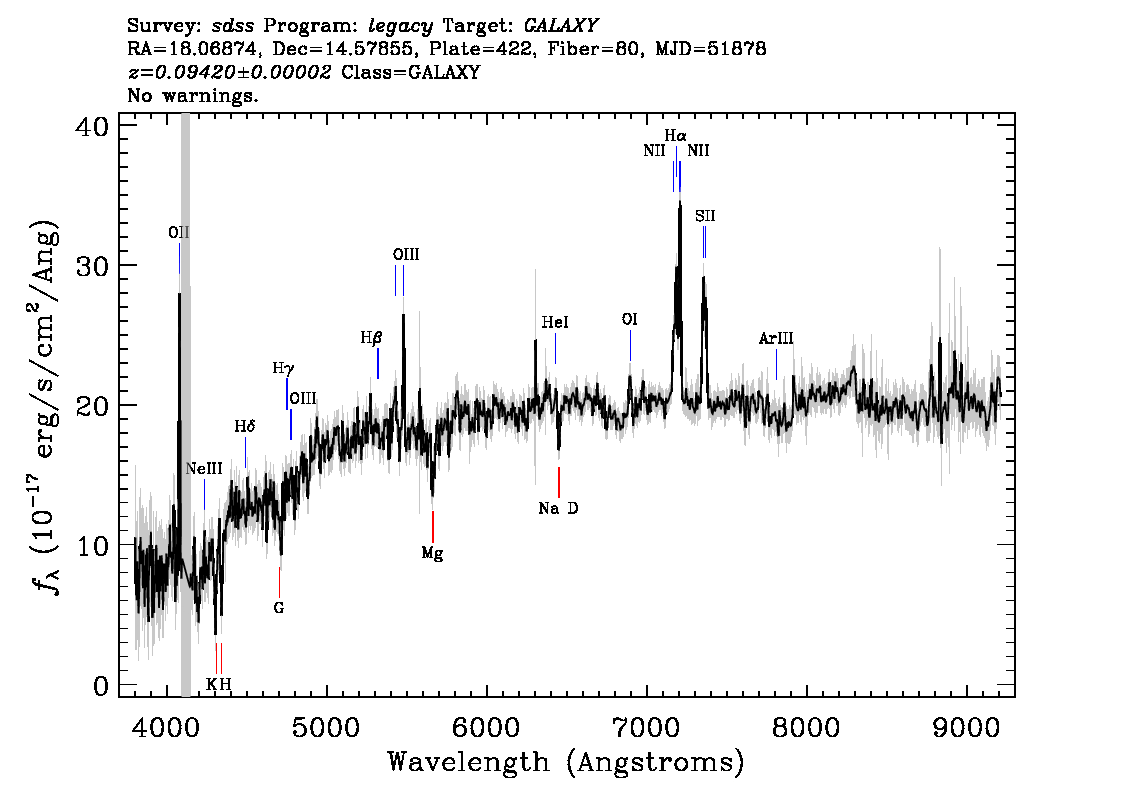 Survey: sdss Program: legacy Target: GALAXY
RA=18.06874, Dec=14.57855, Plate=422, Fiber=80, MJD=51878
z=0.09420±0.00002 Class=GALAXY
No warnings.
40
30
20
10
0
fλ (10⁻¹⁷ erg/s/cm²/Ang)
Hα
NII NII
SII
OII
OIII
Hβ
HeI
OI
ArIII
Hγ
OIII
Hδ
NeIII
Na D
Mg
G
K H
4000 5000 6000 7000 8000 9000
Wavelength (Angstroms)